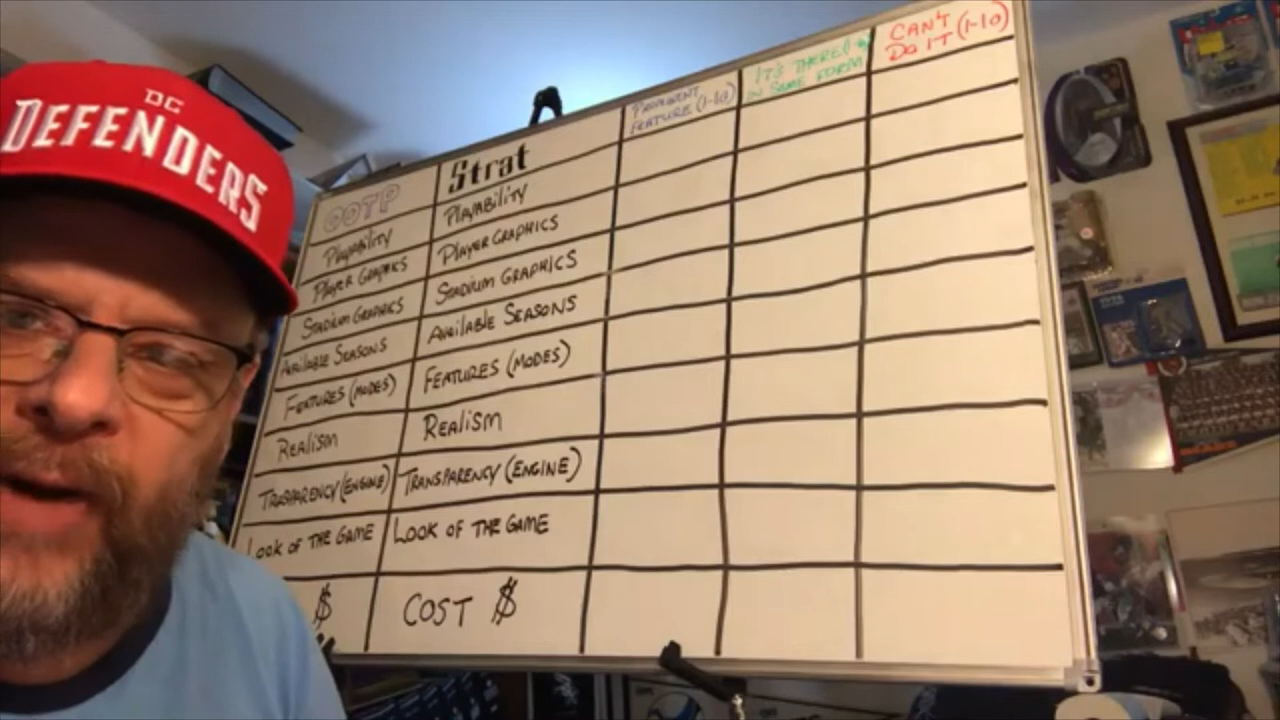 DC
DEFENDERS
OOTP
Strat
PROMINENT
FEATURE (1-10)
IT'S THERE!
IN SOME FORM
CAN'T
DO IT (1-10)
PlayAbility
PlayAbility
PlayER GRAPHICS
PlayER GRAPHICS
STADIUM GRAPHICS
STADIUM GRAPHICS
AVAILABLE SEASONS
AVAILABLE SEASONS
FEATURES (MODES)
FEATURES (MODES)
REALISM
REALISM
TRASPARENCY (ENGINE)
TRANSPARENCY (ENGINE)
LOOK OF THE GAME
LOOK OF THE GAME
$
COST $